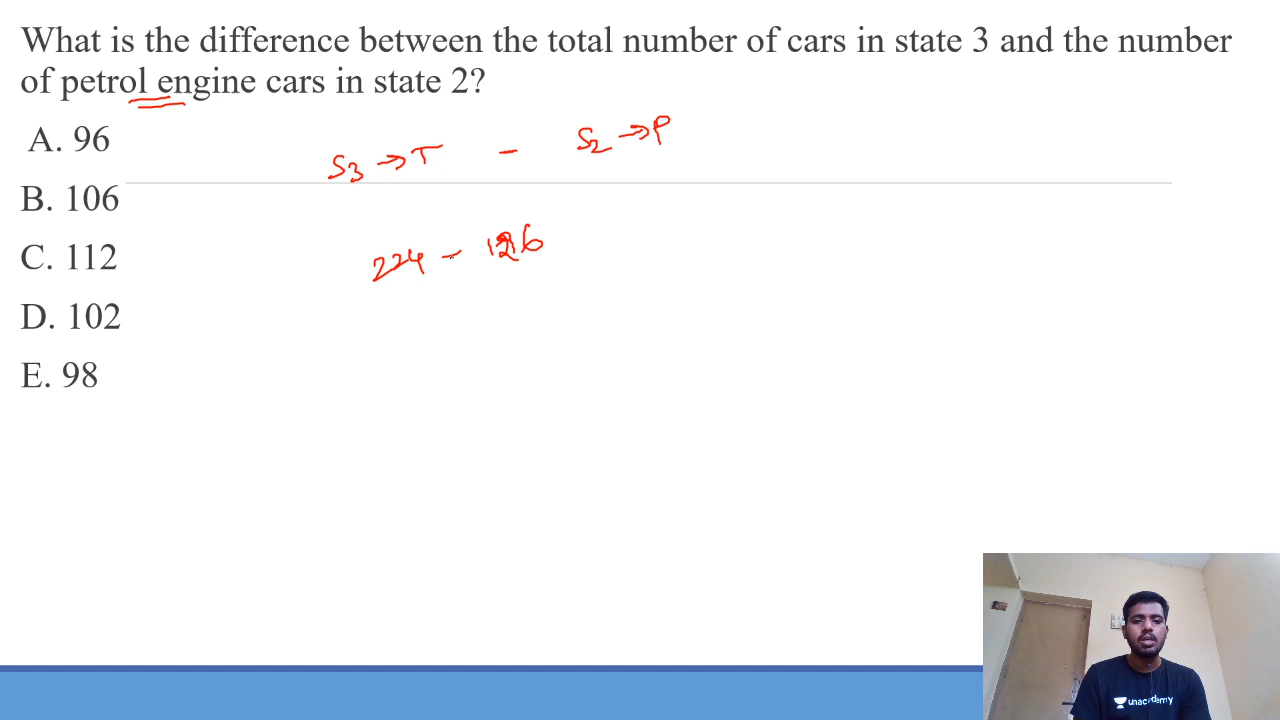 What is the difference between the total number of cars in state 3 and the number
of petrol engine cars in state 2?
A. 96
S3 → T - S2 → P
B. 106
224 - 126
C. 112
D. 102
E. 98
unacademy